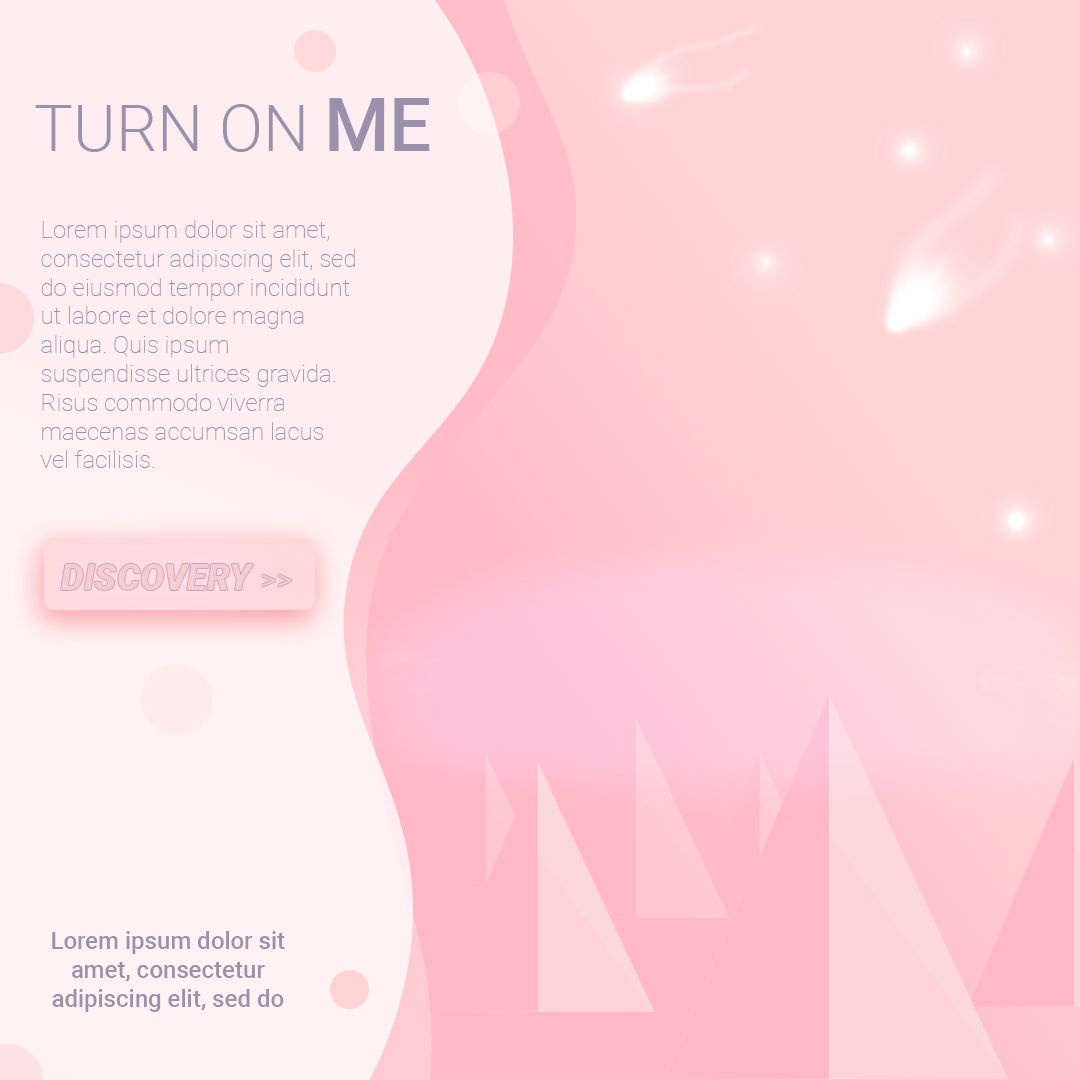 TURN ON ME
Lorem ipsum dolor sit amet,
consectetur adipiscing elit, sed
do eiusmod tempor incididunt
ut labore et dolore magna
aliqua. Quis ipsum
suspendisse ultrices gravida.
Risus commodo viverra
maecenas accumsan lacus
vel facilisis.
DISCOVERY >>
Lorem ipsum dolor sit
amet, consectetur
adipiscing elit, sed do